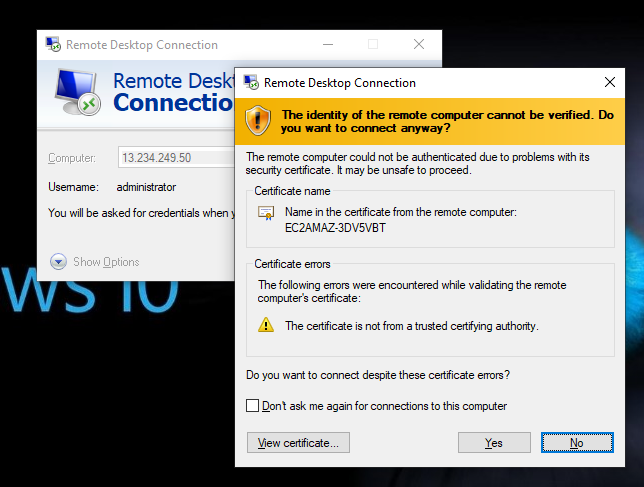 Remote Desktop Connection
Remote Desk
Connectio
Computer:
13.234.249.50
Username:
administrator
You will be asked for credentials when
Show Options
ws 10
Remote Desktop Connection
The identity of the remote computer cannot be verified. Do
you want to connect anyway?
The remote computer could not be authenticated due to problems with its
security certificate. It may be unsafe to proceed.
Certificate name
Name in the certificate from the remote computer:
EC2AMAZ-3DV5VBT
Certificate errors
The following errors were encountered while validating the remote
computer's certificate:
The certificate is not from a trusted certifying authority.
Do you want to connect despite these certificate errors?
Don't ask me again for connections to this computer
View certificate...
Yes
No